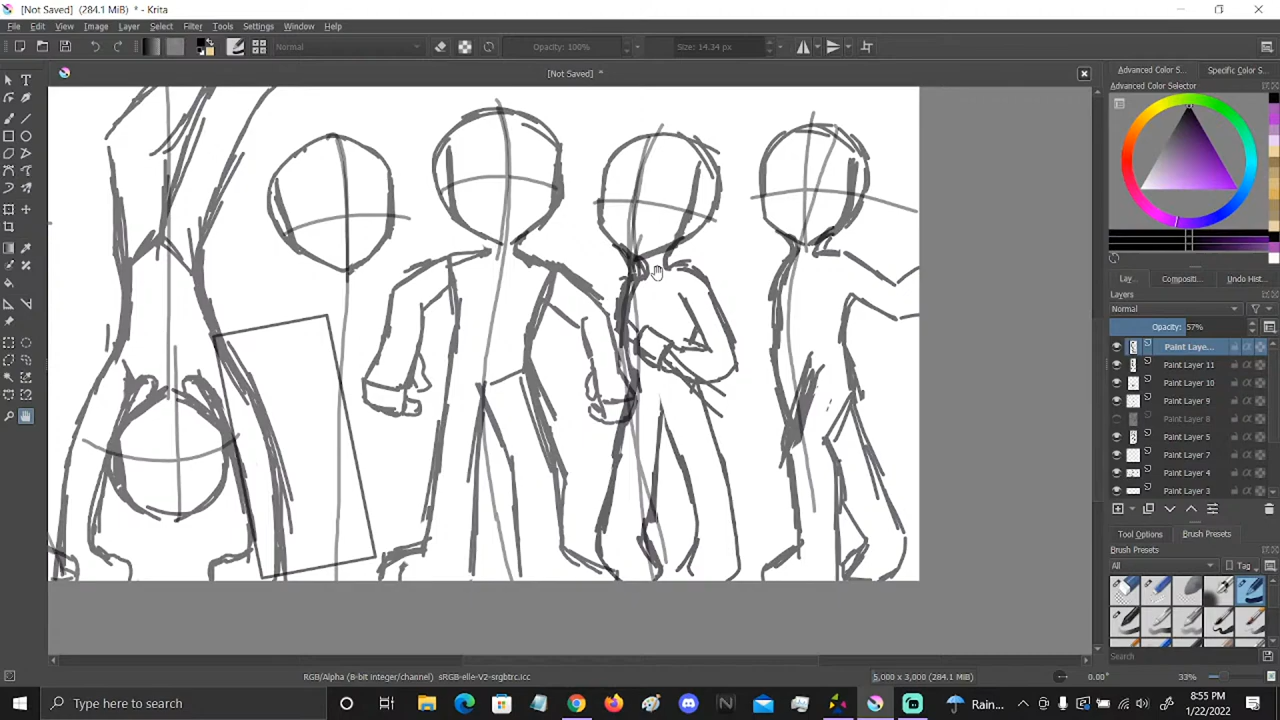 [Not Saved] (284.1 MiB) * - Krita
File Edit View Image Layer Select Filter Tools Settings Window Help
Normal
Opacity: 100%
Size: 14.34 px
[Not Saved] *
Advanced Color S...
Specific Color S...
Advanced Color Selector
Lay...
Compositi...
Undo Hist...
Layers
Normal
Opacity: 57%
Paint Laye...
Paint Layer 11
Paint Layer 10
Paint Layer 9
Paint Layer 8
Paint Layer 5
Paint Layer 7
Paint Layer 4
Paint Layer 3
Tool Options
Brush Presets
Brush Presets
All
Tag
Search
RGB/Alpha (8-bit integer/channel) sRGB-elle-V2-srgbtrc.icc
5,000 x 3,000 (284.1 MiB)
0.00°
33%
Type here to search
Rain...
8:55 PM
1/22/2022